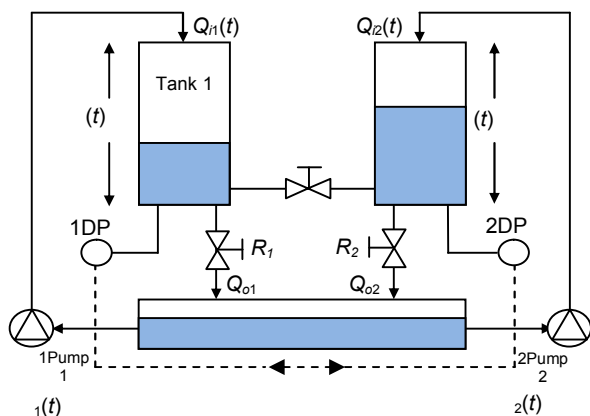 Qi1(t)
Qi2(t)
Tank 1
(t)
(t)
1DP
2DP
R1
R2
Qo1
Qo2
1Pump
1
2Pump
2
1(t)
2(t)